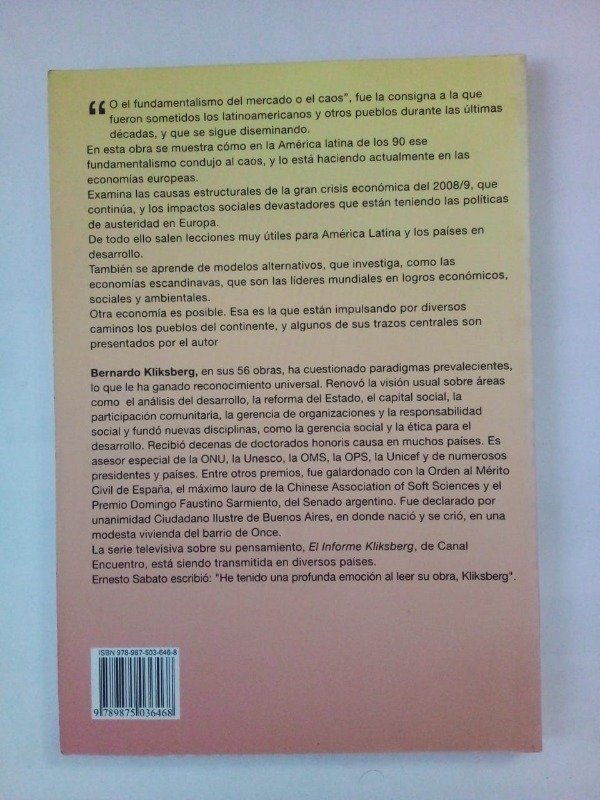 “ O el fundamentalismo del mercado o el caos”, fue la consigna a la que
fueron sometidos los latinoamericanos y otros pueblos durante las últimas
décadas, y que se sigue diseminando.
En esta obra se muestra cómo en la América latina de los 90 ese
fundamentalismo condujo al caos, y lo está haciendo actualmente en las
economías europeas.
Examina las causas estructurales de la gran crisis económica del 2008/9, que
continúa, y los impactos sociales devastadores que están teniendo las políticas
de austeridad en Europa.
De todo ello salen lecciones muy útiles para América Latina y los países en
desarrollo.
También se aprende de modelos alternativos, que investiga, como las
economías escandinavas, que son las líderes mundiales en logros económicos,
sociales y ambientales.
Otra economía es posible. Esa es la que están impulsando por diversos
caminos los pueblos del continente, y algunos de sus trazos centrales son
presentados por el autor
Bernardo Kliksberg, en sus 56 obras, ha cuestionado paradigmas prevalecientes,
lo que le ha ganado reconocimiento universal. Renovó la visión usual sobre áreas
como el análisis del desarrollo, la reforma del Estado, el capital social, la
participación comunitaria, la gerencia de organizaciones y la responsabilidad
social y fundó nuevas disciplinas, como la gerencia social y la ética para el
desarrollo. Recibió decenas de doctorados honoris causa en muchos países. Es
asesor especial de la ONU, la Unesco, la OMS, la OPS, la Unicef y de numerosos
presidentes y países. Entre otros premios, fue galardonado con la Orden al Mérito
Civil de España, el máximo lauro de la Chinese Association of Soft Sciences y el
Premio Domingo Faustino Sarmiento, del Senado argentino. Fue declarado por
unanimidad Ciudadano Ilustre de Buenos Aires, en donde nació y se crió, en una
modesta vivienda del barrio de Once.
La serie televisiva sobre su pensamiento, El Informe Kliksberg, de Canal
Encuentro, está siendo transmitida en diversos países.
Ernesto Sabato escribió: "He tenido una profunda emoción al leer su obra, Kliksberg".
ISBN 978-987-503-646-8
9 789875 036468